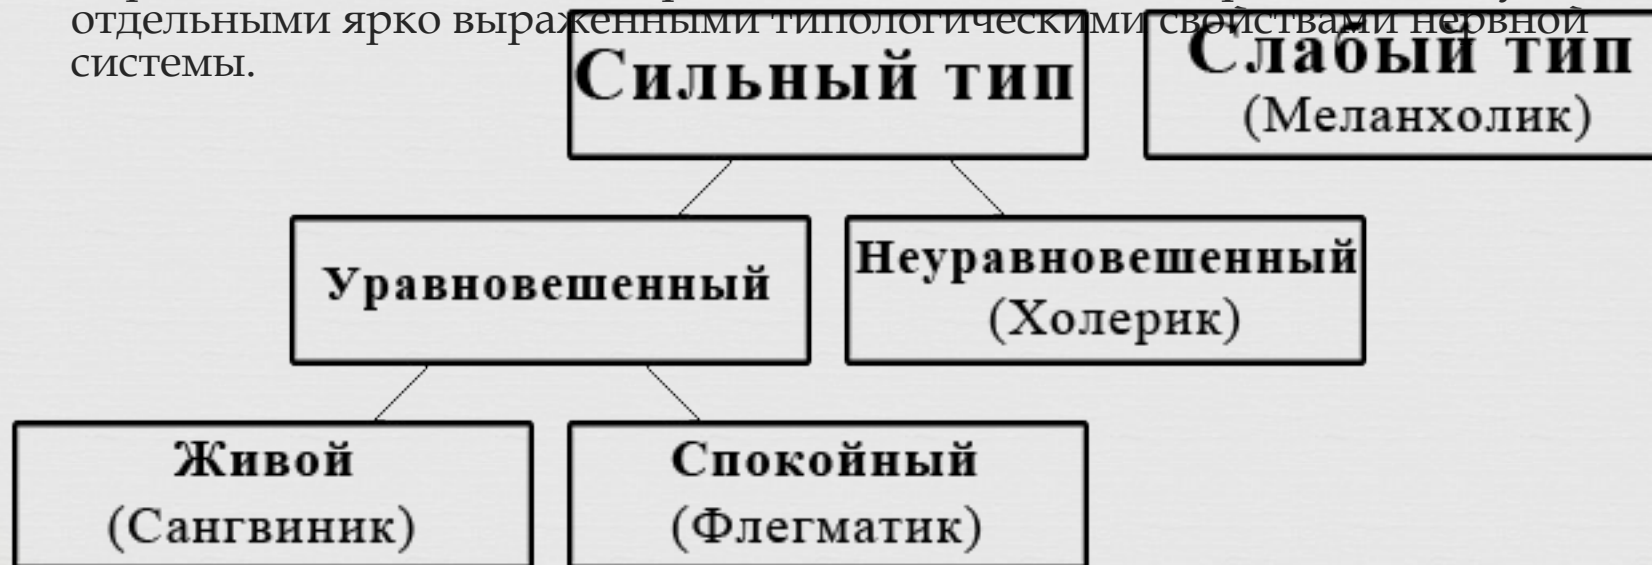 отдельными ярко выраженными типологическими свойствами нервной
системы.
Сильный тип
Слабый тип
(Меланхолик)
Уравновешенный
Неуравновешенный
(Холерик)
Живой
(Сангвиник)
Спокойный
(Флегматик)